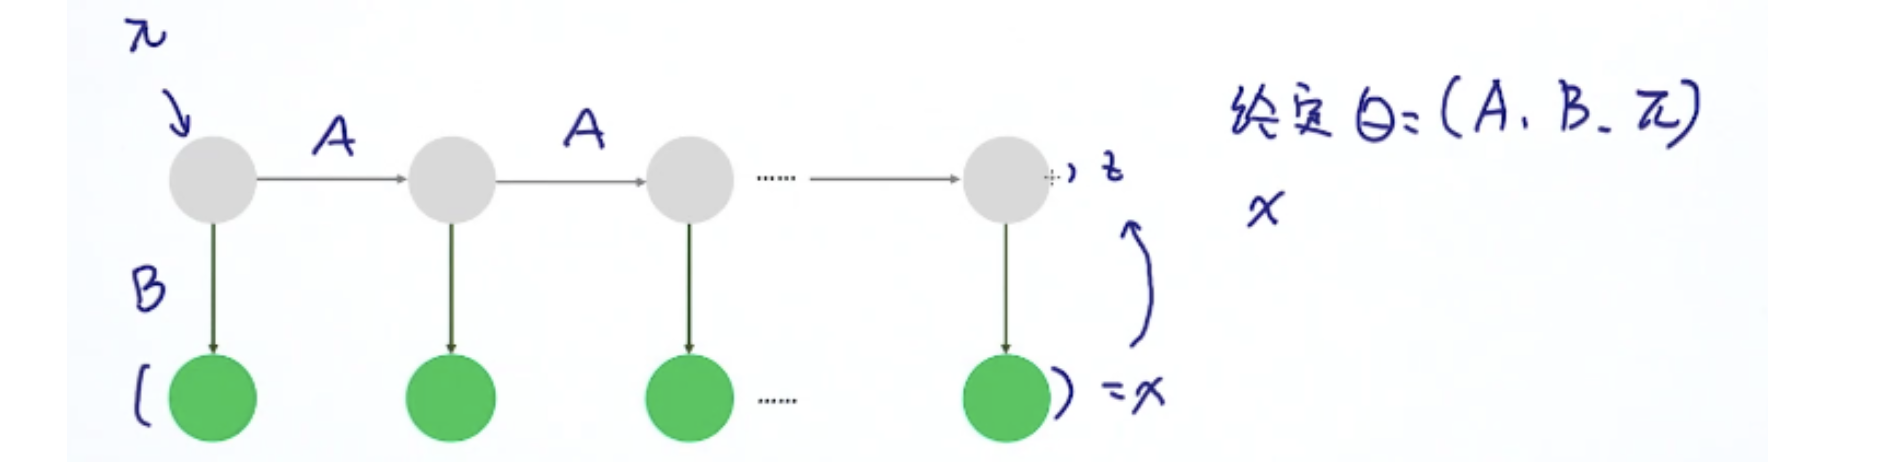 π
A A
给定 θ=(A, B, π)
, z
x
B
( ...... ) =x